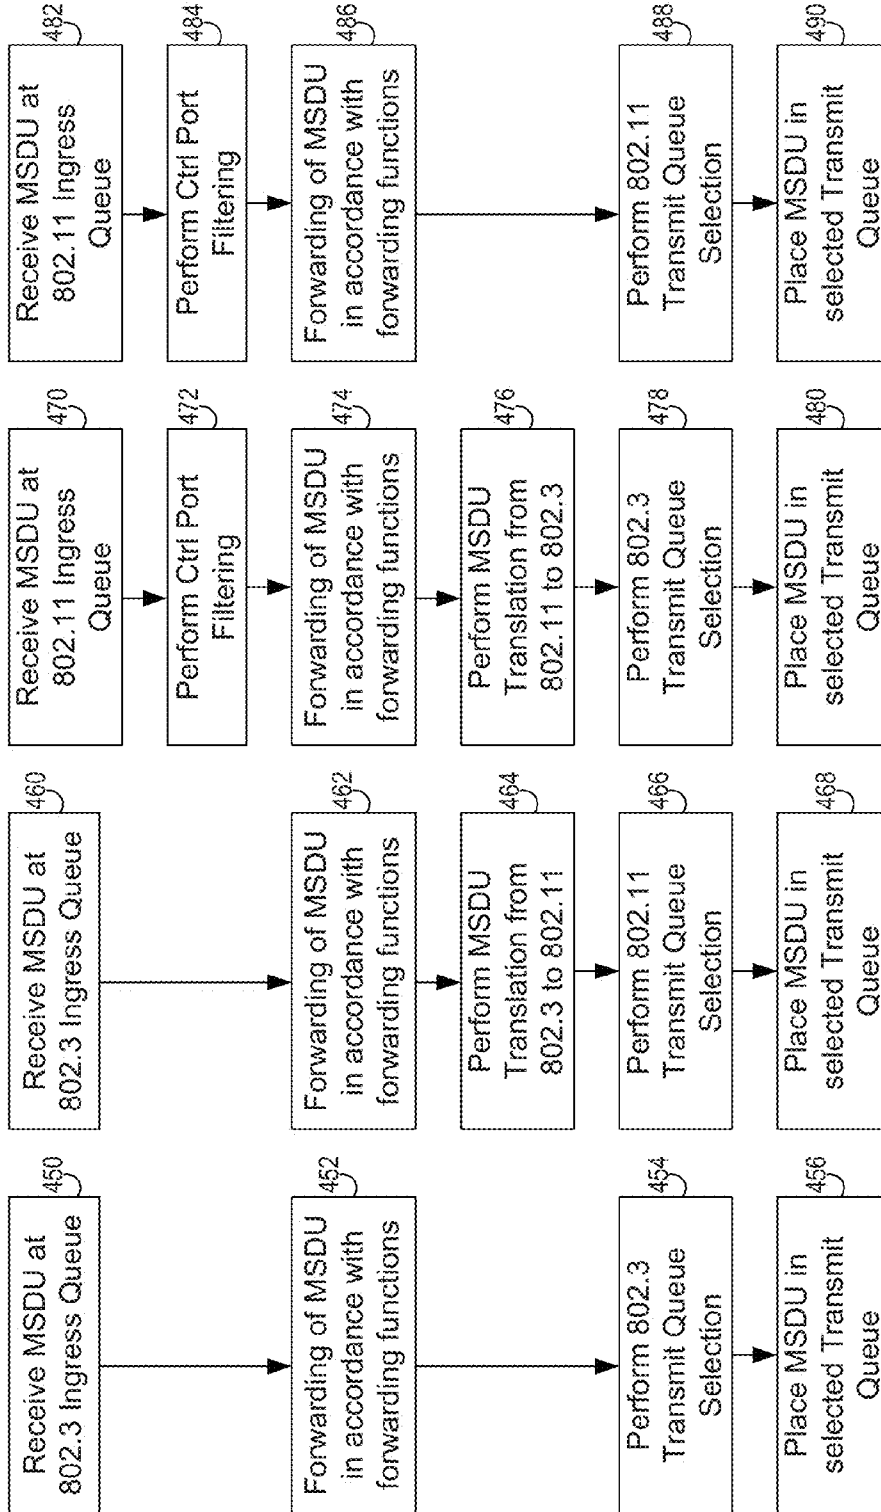 450
Receive MSDU at
802.3 Ingress Queue
452
Forwarding of MSDU
in accordance with
forwarding functions
454
Perform 802.3
Transmit Queue
Selection
456
Place MSDU in
selected Transmit
Queue
460
Receive MSDU at
802.3 Ingress Queue
462
Forwarding of MSDU
in accordance with
forwarding functions
464
Perform MSDU
Translation from
802.3 to 802.11
466
Perform 802.11
Transmit Queue
Selection
468
Place MSDU in
selected Transmit
Queue
470
Receive MSDU at
802.11 Ingress
Queue
472
Perform Ctrl Port
Filtering
474
Forwarding of MSDU
in accordance with
forwarding functions
476
Perform MSDU
Translation from
802.11 to 802.3
478
Perform 802.3
Transmit Queue
Selection
480
Place MSDU in
selected Transmit
Queue
482
Receive MSDU at
802.11 Ingress
Queue
484
Perform Ctrl Port
Filtering
486
Forwarding of MSDU
in accordance with
forwarding functions
488
Perform 802.11
Transmit Queue
Selection
490
Place MSDU in
selected Transmit
Queue